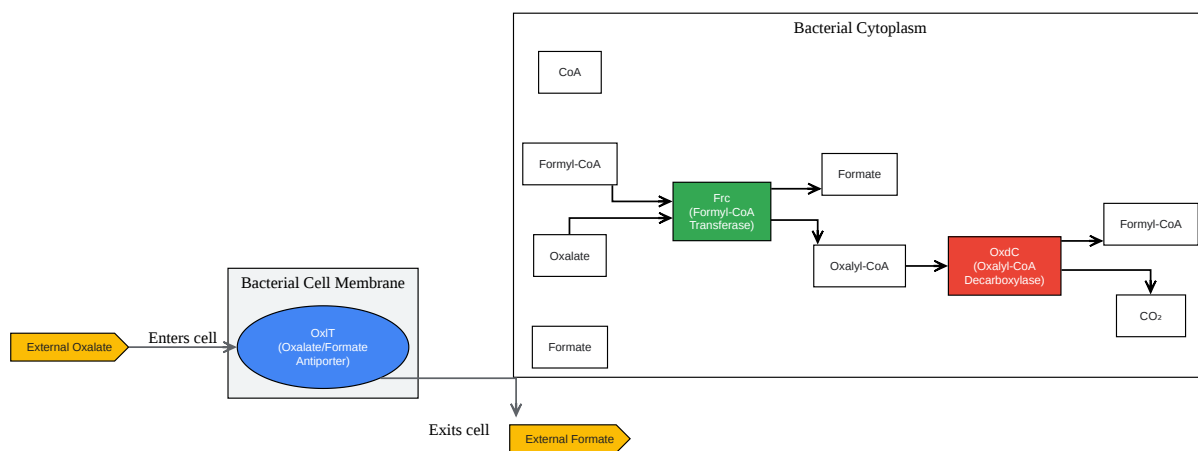 Bacterial Cytoplasm
CoA
Formyl-CoA
Formate
Frc
(Formyl-CoA
Transferase)
Formyl-CoA
Oxalate
Oxalyl-CoA
OxdC
(Oxalyl-CoA
Decarboxylase)
CO₂
Bacterial Cell Membrane
OxlT
(Oxalate/Formate
Antiporter)
External Oxalate
Enters cell
Formate
Exits cell
External Formate